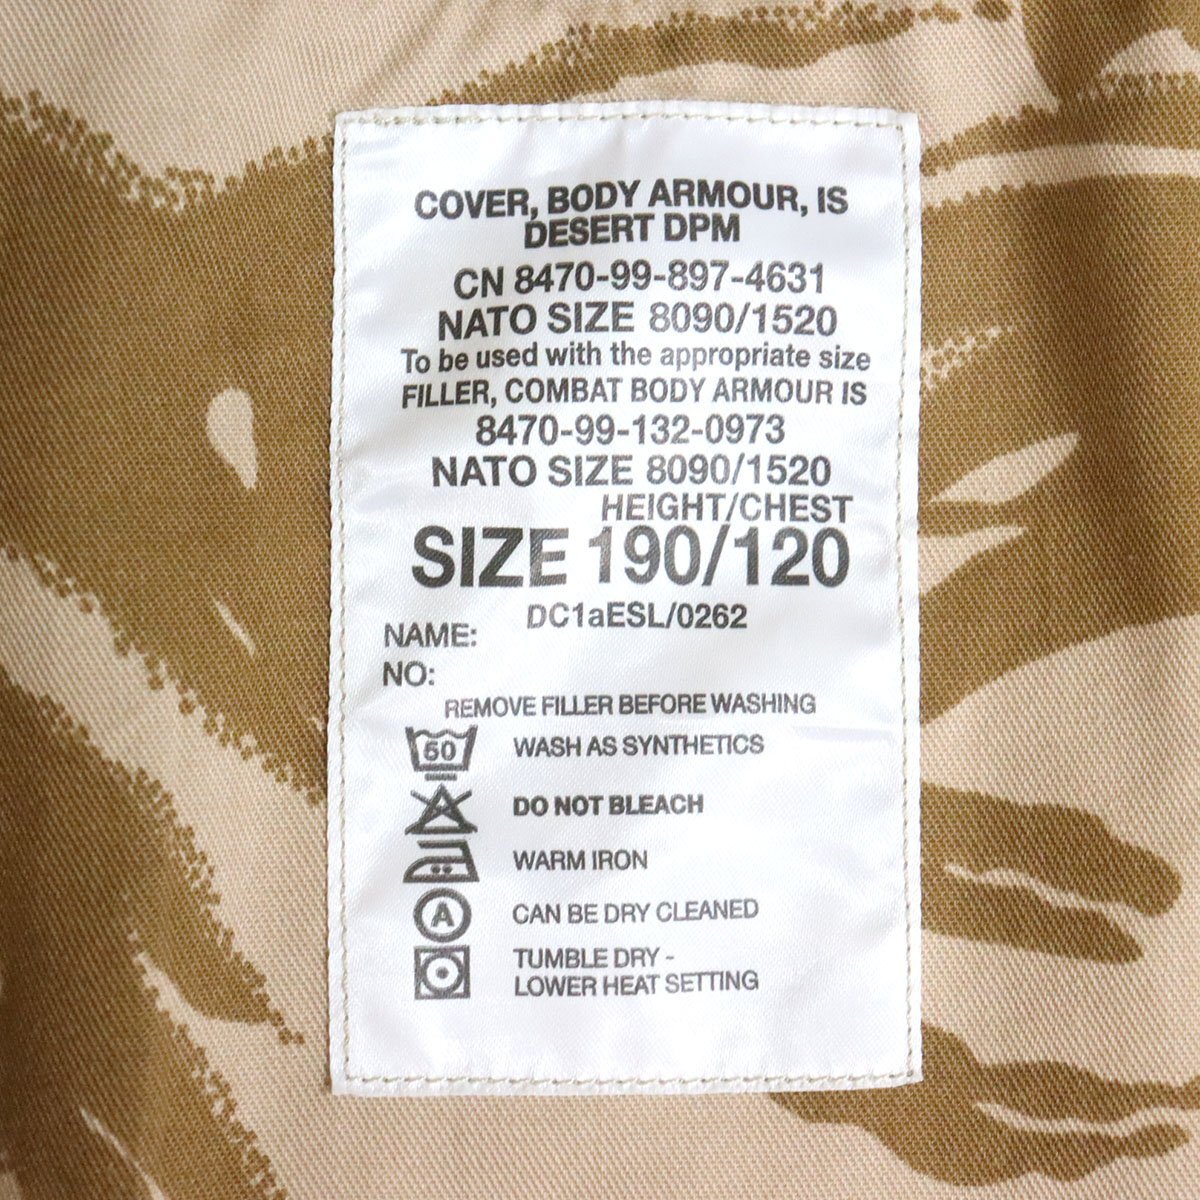 COVER, BODY ARMOUR, IS
DESERT DPM
CN 8470-99-897-4631
NATO SIZE 8090/1520
To be used with the appropriate size
FILLER, COMBAT BODY ARMOUR IS
8470-99-132-0973
NATO SIZE 8090/1520
HEIGHT/CHEST
SIZE 190/120
DC1aESL/0262
NAME:
NO:
REMOVE FILLER BEFORE WASHING
50 WASH AS SYNTHETICS
DO NOT BLEACH
WARM IRON
A CAN BE DRY CLEANED
TUMBLE DRY -
LOWER HEAT SETTING